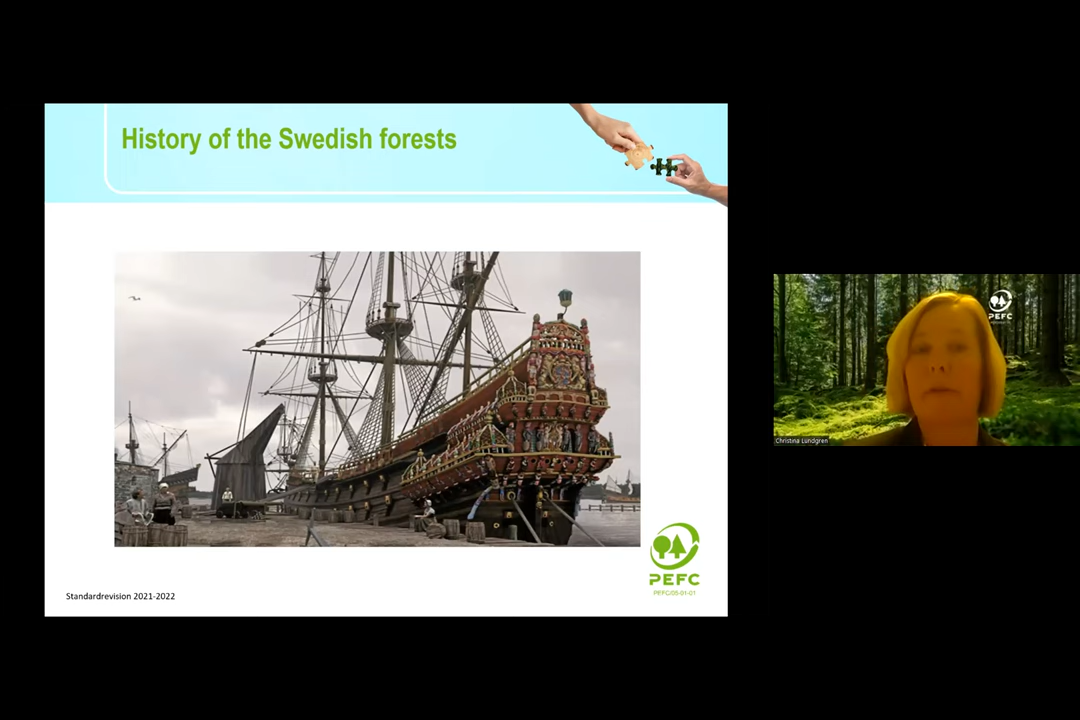 History of the Swedish forests
PEFC
Christina Lundgren
PEFC
PEFC/05-01-01
Standardrevision 2021-2022